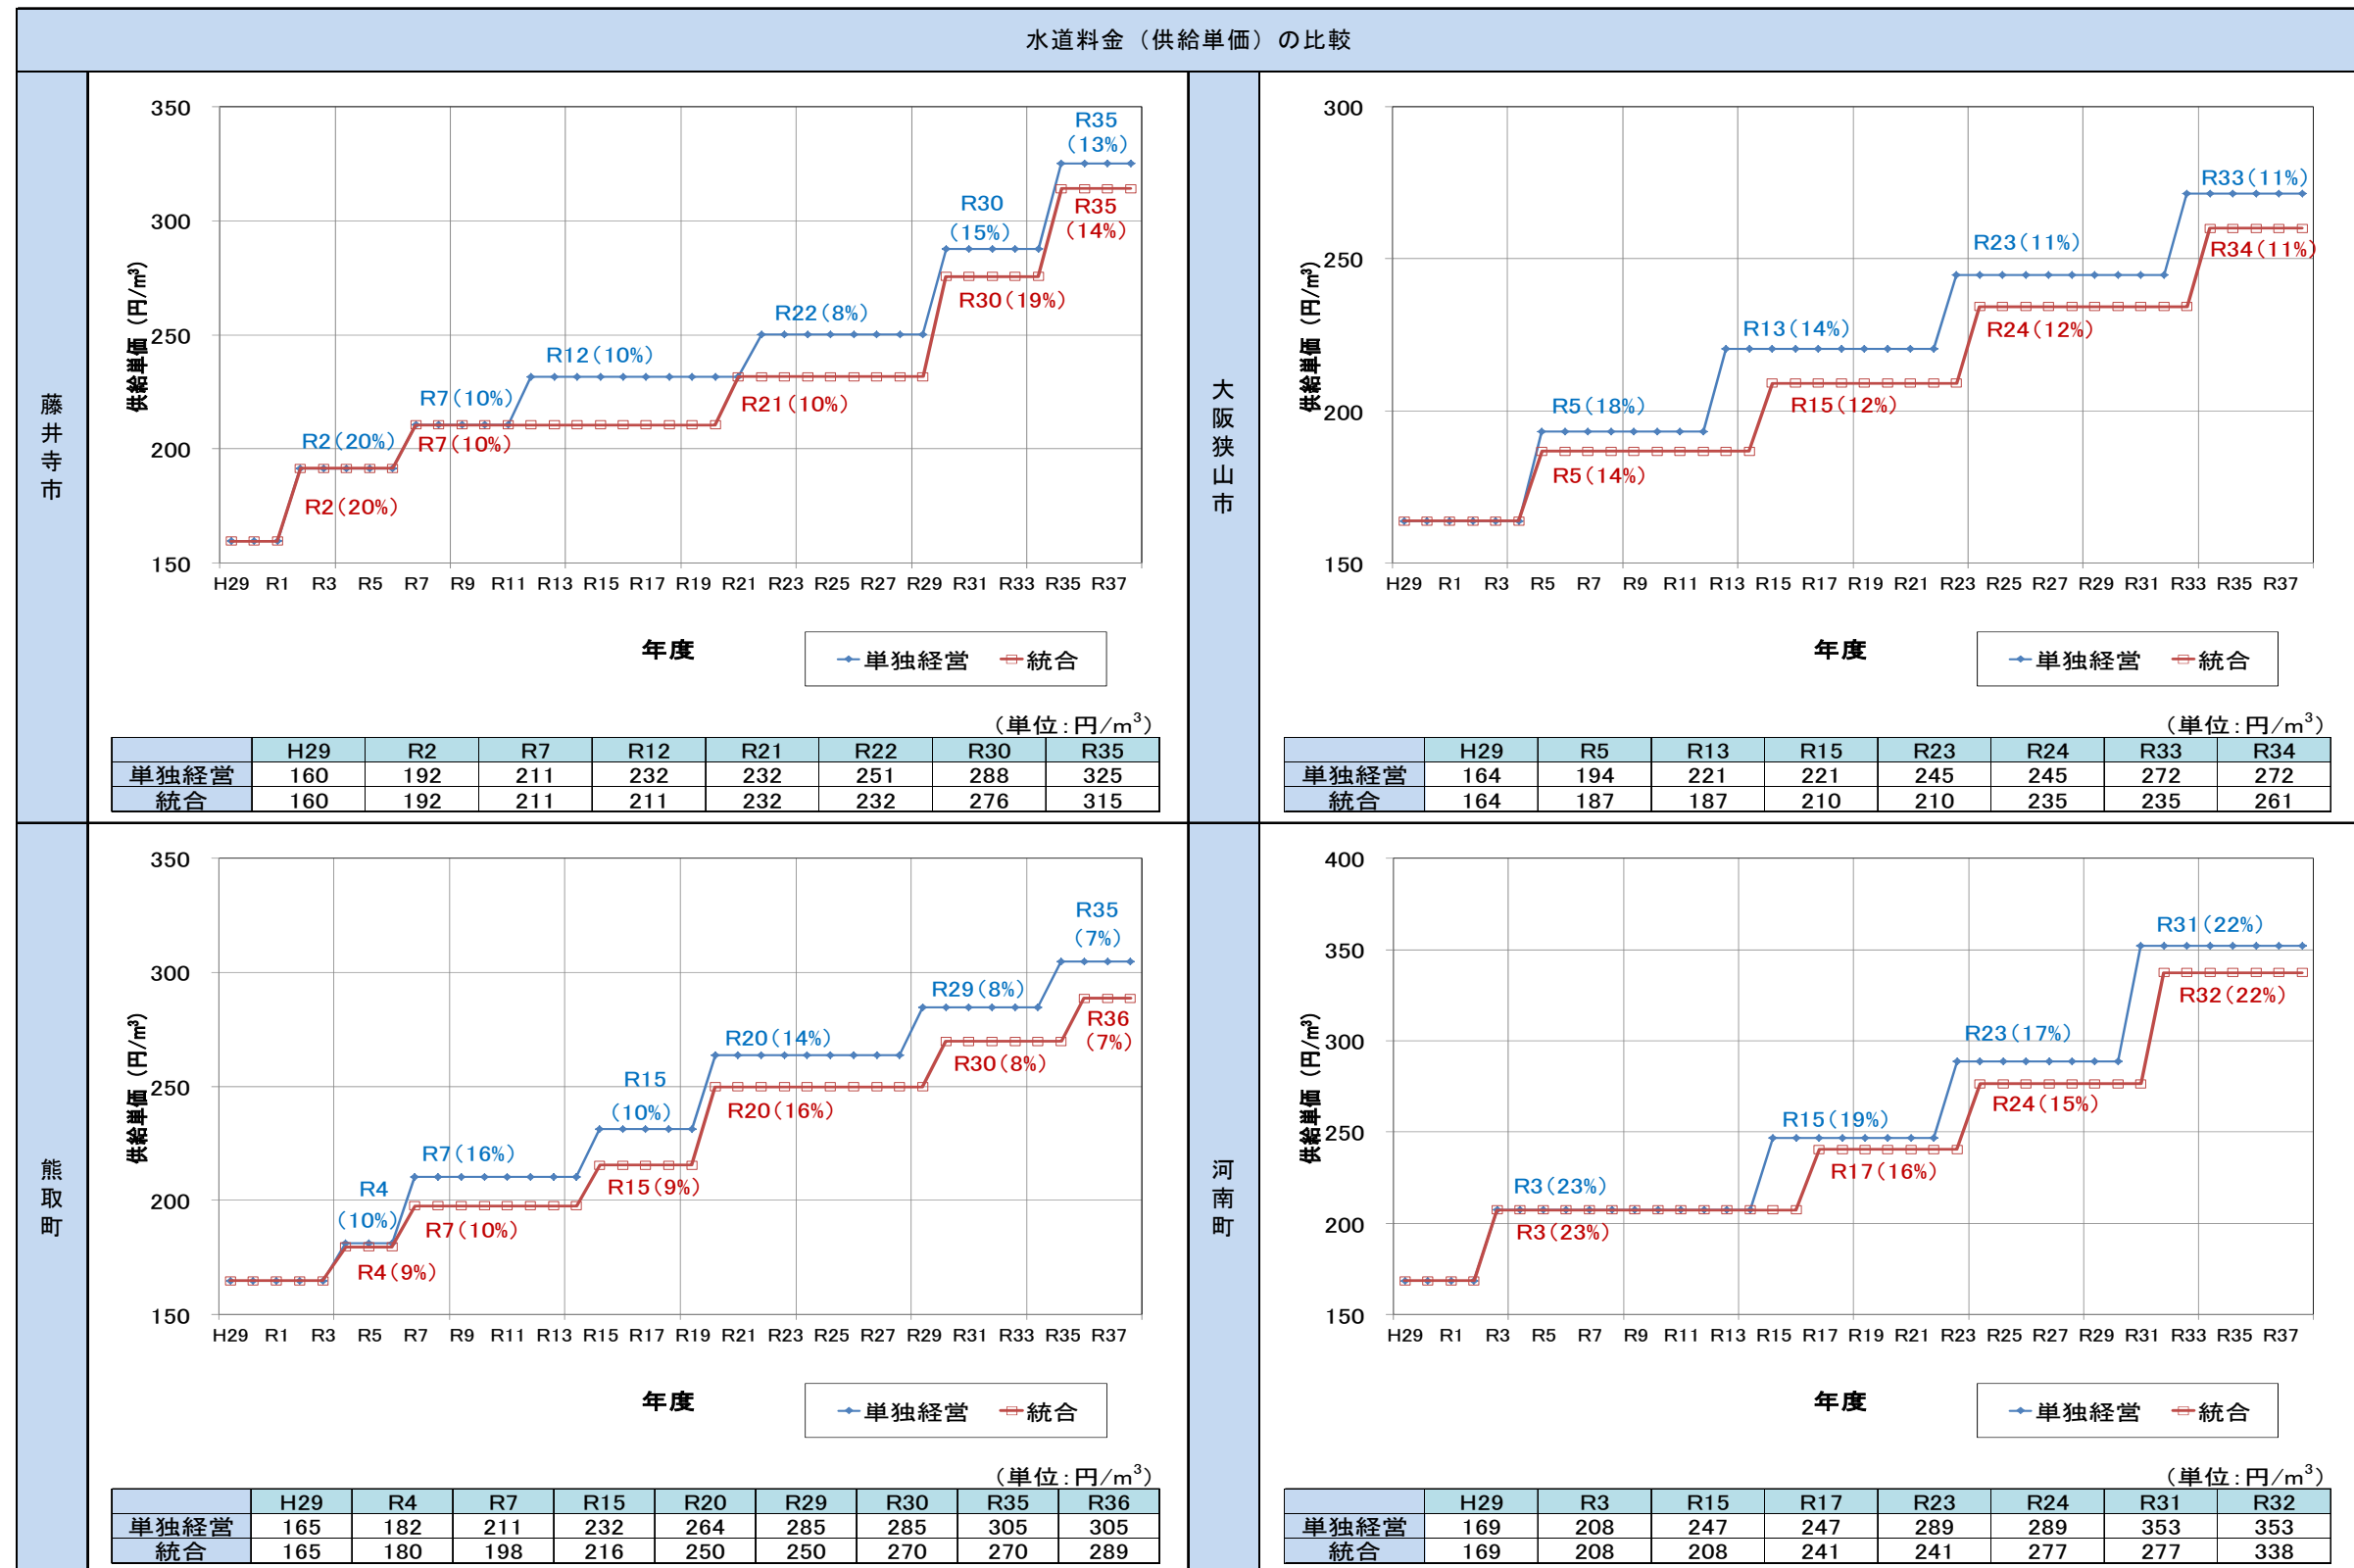 水道料金（供給単価）の比較
藤井寺市
350
300
250
200
150
供給単価（円/㎥）
R2（20%）
R7（10%）
R12（10%）
R22（8%）
R30
（15%）
R35
（13%）
R2（20%）
R7（10%）
R21（10%）
R30（19%）
R35
（14%）
H29 R1 R3 R5 R7 R9 R11 R13 R15 R17 R19 R21 R23 R25 R27 R29 R31 R33 R35 R37
年度
単独経営 統合
（単位：円/m³）
H29 R2 R7 R12 R21 R22 R30 R35
単独経営 160 192 211 232 232 251 288 325
統合 160 192 211 211 232 232 276 315
大阪狭山市
300
250
200
150
供給単価（円/㎥）
R5（18%）
R13（14%）
R23（11%）
R33（11%）
R5（14%）
R15（12%）
R24（12%）
R34（11%）
H29 R1 R3 R5 R7 R9 R11 R13 R15 R17 R19 R21 R23 R25 R27 R29 R31 R33 R35 R37
年度
単独経営 統合
（単位：円/m³）
H29 R5 R13 R15 R23 R24 R33 R34
単独経営 164 194 221 221 245 245 272 272
統合 164 187 187 210 210 235 235 261
熊取町
350
300
250
200
150
供給単価（円/㎥）
R4
（10%）
R7（16%）
R15
（10%）
R20（14%）
R29（8%）
R35
（7%）
R4（9%）
R7（10%）
R15（9%）
R20（16%）
R30（8%）
R36
（7%）
H29 R1 R3 R5 R7 R9 R11 R13 R15 R17 R19 R21 R23 R25 R27 R29 R31 R33 R35 R37
年度
単独経営 統合
（単位：円/m³）
H29 R4 R7 R15 R20 R29 R30 R35 R36
単独経営 165 182 211 232 264 285 285 305 305
統合 165 180 198 216 250 250 270 270 289
河南町
400
350
300
250
200
150
供給単価（円/㎥）
R3（23%）
R15（19%）
R23（17%）
R31（22%）
R3（23%）
R17（16%）
R24（15%）
R32（22%）
H29 R1 R3 R5 R7 R9 R11 R13 R15 R17 R19 R21 R23 R25 R27 R29 R31 R33 R35 R37
年度
単独経営 統合
（単位：円/m³）
H29 R3 R15 R17 R23 R24 R31 R32
単独経営 169 208 247 247 289 289 353 353
統合 169 208 208 241 241 277 277 338